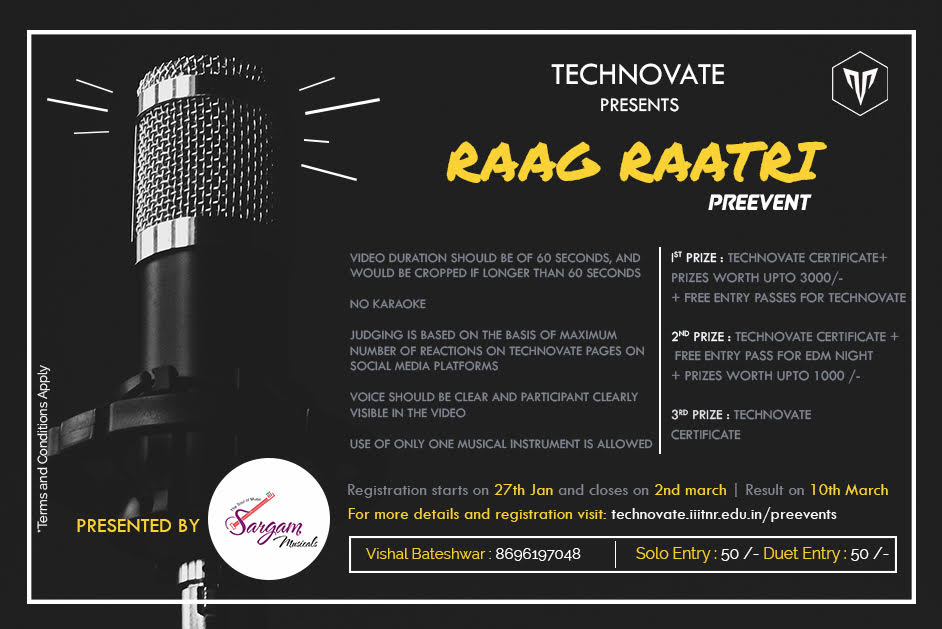 TECHNOVATE
PRESENTS
RAAG RAATRI
PREEVENT
VIDEO DURATION SHOULD BE OF 60 SECONDS, AND
WOULD BE CROPPED IF LONGER THAN 60 SECONDS
NO KARAOKE
JUDGING IS BASED ON THE BASIS OF MAXIMUM
NUMBER OF REACTIONS ON TECHNOVATE PAGES ON
SOCIAL MEDIA PLATFORMS
VOICE SHOULD BE CLEAR AND PARTICIPANT CLEARLY
VISIBLE IN THE VIDEO
USE OF ONLY ONE MUSICAL INSTRUMENT IS ALLOWED
1ST PRIZE : TECHNOVATE CERTIFICATE+
PRIZES WORTH UPTO 3000/-
+ FREE ENTRY PASSES FOR TECHNOVATE
2ND PRIZE : TECHNOVATE CERTIFICATE +
FREE ENTRY PASS FOR EDM NIGHT
+ PRIZES WORTH UPTO 1000 /-
3RD PRIZE : TECHNOVATE
CERTIFICATE
*Terms and Conditions Apply
PRESENTED BY
The Soul of Music
Sargam
Musicals
Registration starts on 27th Jan and closes on 2nd march | Result on 10th March
For more details and registration visit: technovate.iiitnr.edu.in/preevents
Vishal Bateshwar : 8696197048
Solo Entry : 50 /- Duet Entry : 50 /-